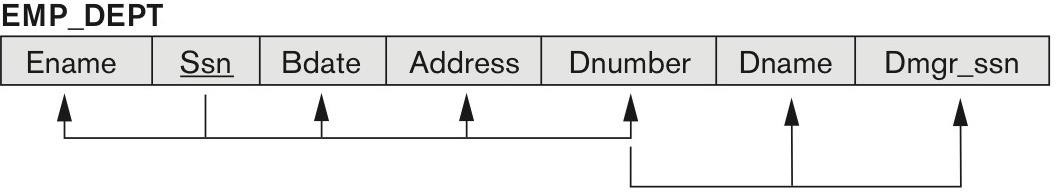 EMP_DEPT
Ename Ssn Bdate Address Dnumber Dname Dmgr_ssn